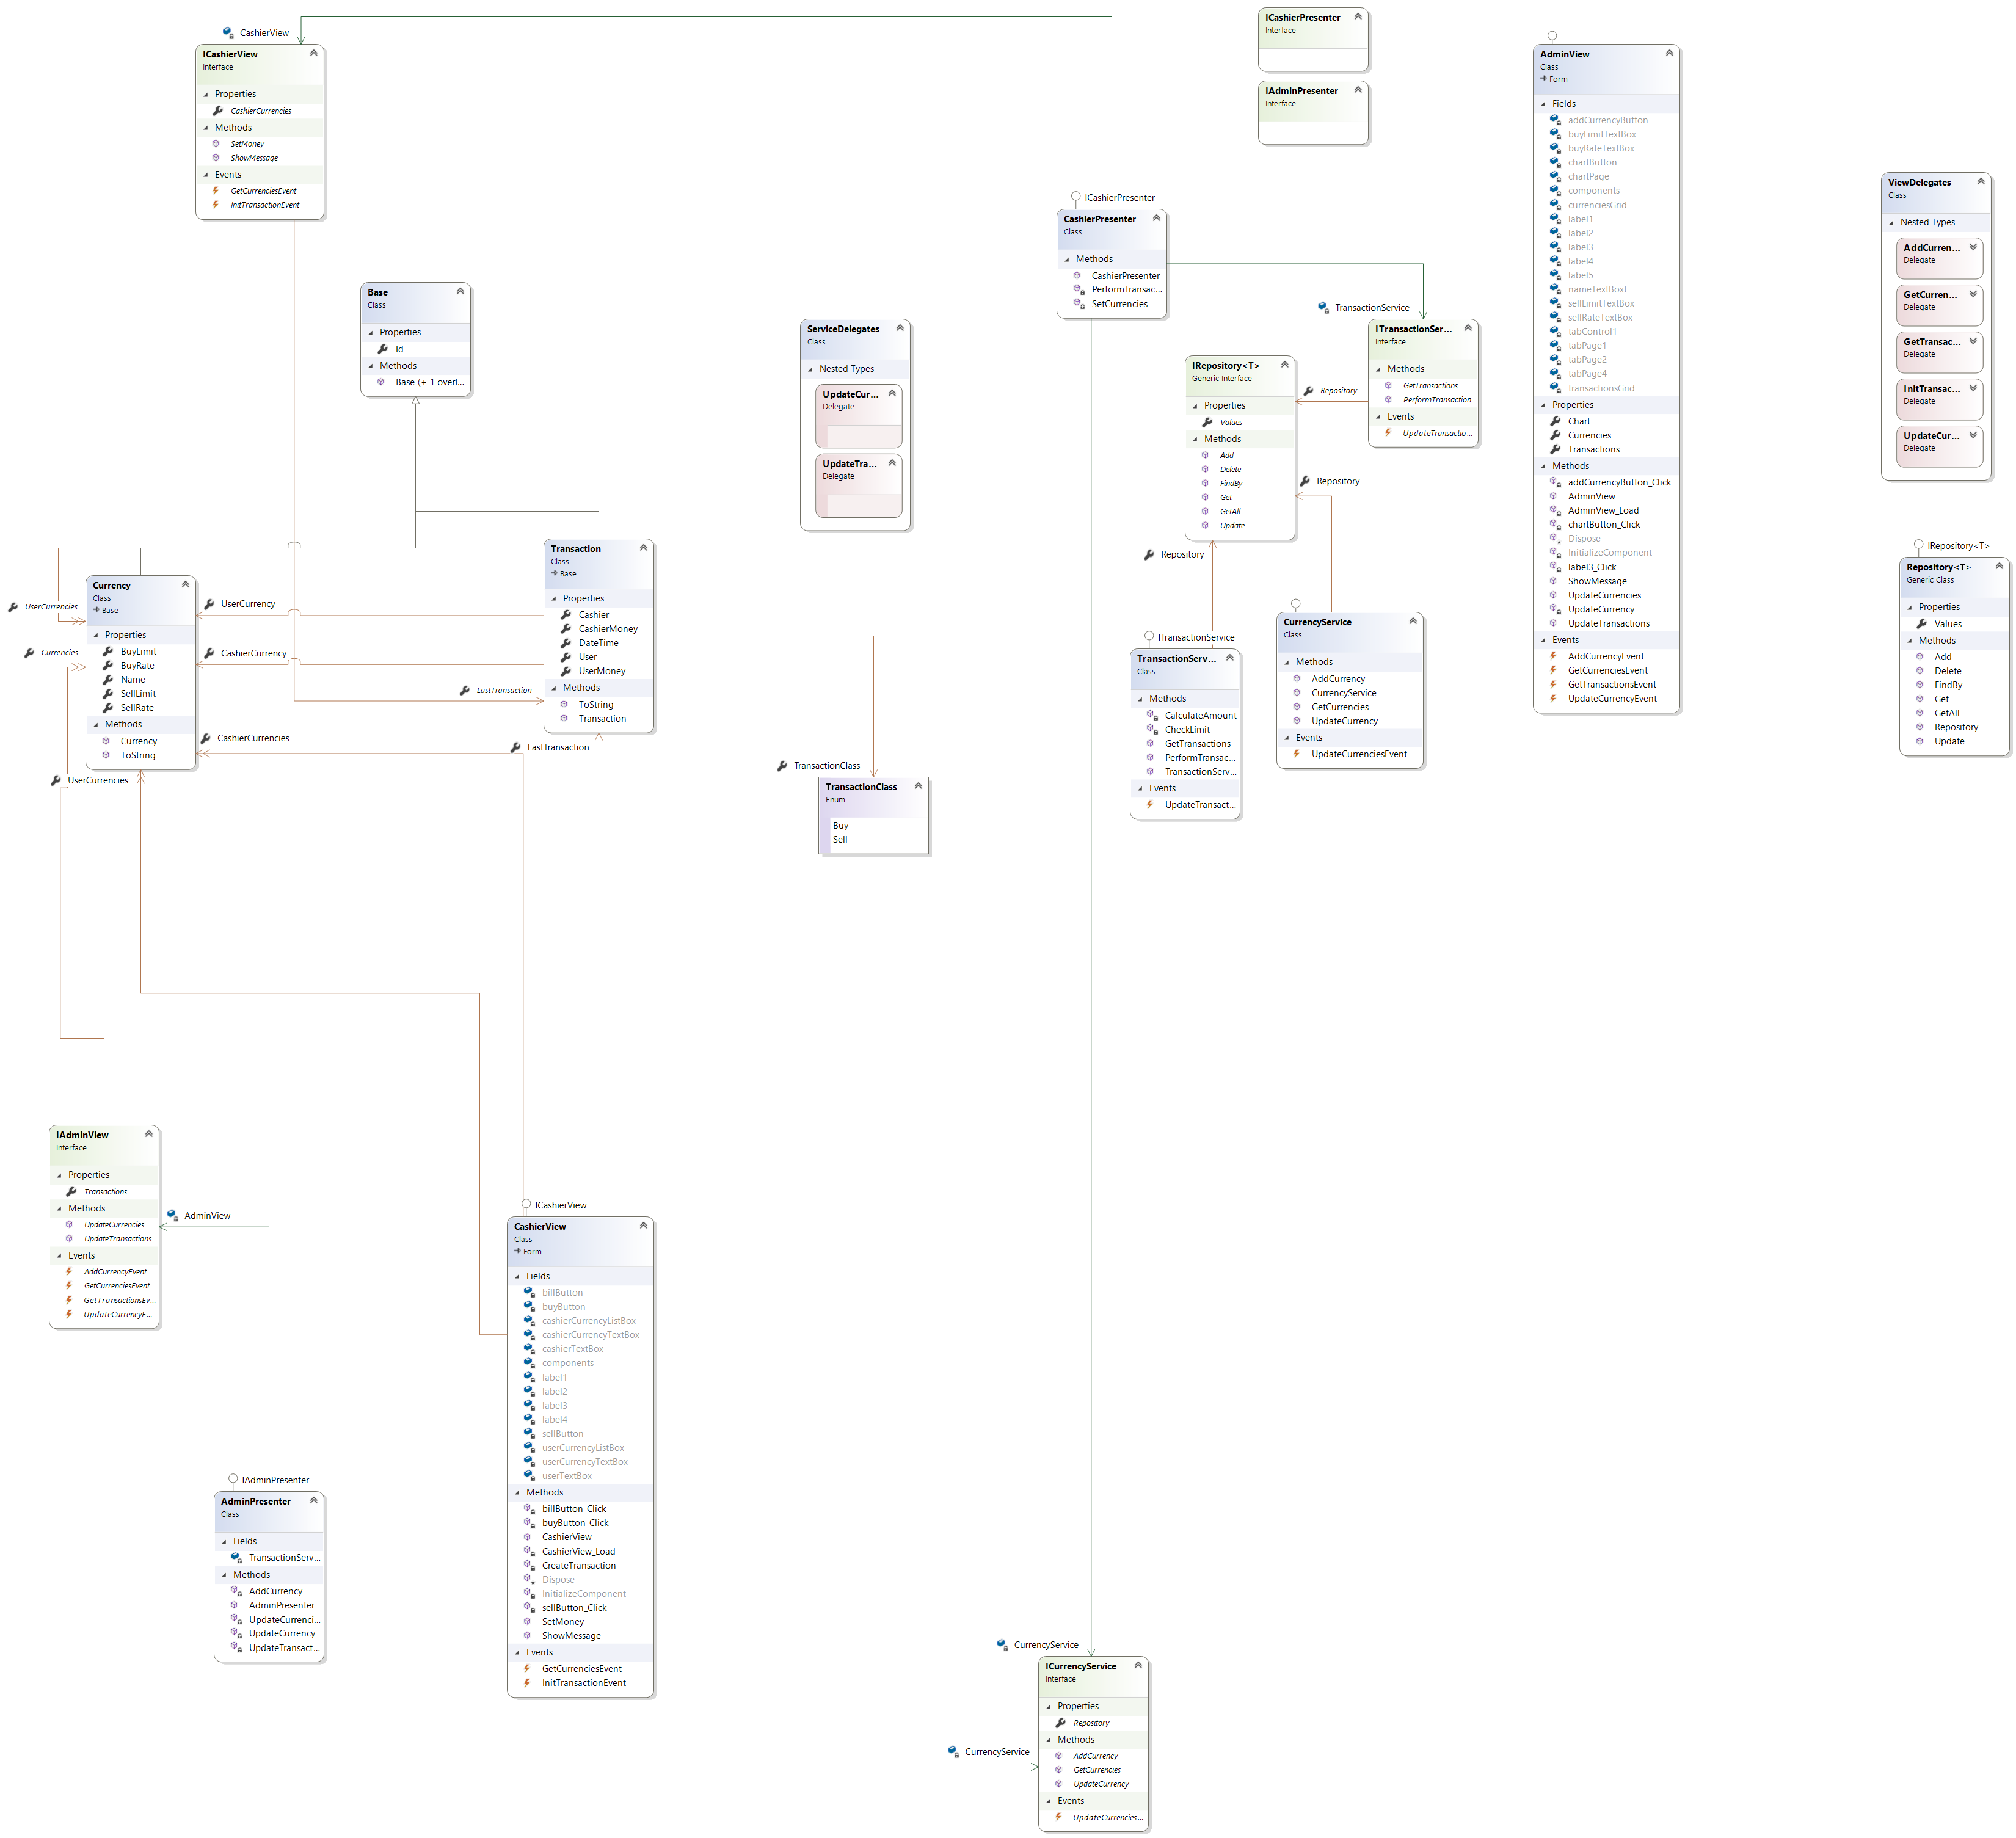 CashierView
ICashierView
Interface
Properties
CashierCurrencies
Methods
SetMoney
ShowMessage
Events
GetCurrenciesEvent
InitTransactionEvent
ICashierPresenter
Interface
IAdminPresenter
Interface
AdminView
Class
Form
Fields
addCurrencyButton
buyLimitTextBox
buyRateTextBox
chartButton
chartPage
components
currenciesGrid
label1
label2
label3
label4
label5
nameTextBoxt
sellLimitTextBox
sellRateTextBox
tabControl1
tabPage1
tabPage2
tabPage4
transactionsGrid
Properties
Chart
Currencies
Transactions
Methods
addCurrencyButton_Click
AdminView
AdminView_Load
chartButton_Click
Dispose
InitializeComponent
label3_Click
ShowMessage
UpdateCurrencies
UpdateCurrency
UpdateTransactions
Events
AddCurrencyEvent
GetCurrenciesEvent
GetTransactionsEvent
UpdateCurrencyEvent
ViewDelegates
Class
Nested Types
AddCurren...
Delegate
GetCurren...
Delegate
GetTransac...
Delegate
InitTransac...
Delegate
UpdateCur...
Delegate
ICashierPresenter
CashierPresenter
Class
Methods
CashierPresenter
PerformTransac...
SetCurrencies
Base
Class
Properties
Id
Methods
Base (+ 1 overl...
ServiceDelegates
Class
Nested Types
UpdateCur...
Delegate
UpdateTra...
Delegate
TransactionService
ITransactionSer...
Interface
Methods
GetTransactions
PerformTransaction
Events
UpdateTransactio...
Repository
IRepository<T>
Generic Interface
Properties
Values
Methods
Add
Delete
FindBy
Get
GetAll
Update
Repository
Repository
IRepository<T>
Repository<T>
Generic Class
Properties
Values
Methods
Add
Delete
FindBy
Get
GetAll
Repository
Update
UserCurrencies
Currencies
Currency
Class
Base
Properties
BuyLimit
BuyRate
Name
SellLimit
SellRate
Methods
Currency
ToString
UserCurrency
CashierCurrency
LastTransaction
CashierCurrencies
LastTransaction
UserCurrencies
Transaction
Class
Base
Properties
Cashier
CashierMoney
DateTime
User
UserMoney
Methods
ToString
Transaction
TransactionClass
TransactionClass
Enum
Buy
Sell
ITransactionService
TransactionServ...
Class
Methods
CalculateAmount
CheckLimit
GetTransactions
PerformTransac...
TransactionServ...
Events
UpdateTransact...
CurrencyService
Class
Methods
AddCurrency
CurrencyService
GetCurrencies
UpdateCurrency
Events
UpdateCurrenciesEvent
IAdminView
Interface
Properties
Transactions
Methods
UpdateCurrencies
UpdateTransactions
Events
AddCurrencyEvent
GetCurrenciesEvent
GetTransactionsEv...
UpdateCurrencyE...
AdminView
ICashierView
CashierView
Class
Form
Fields
billButton
buyButton
cashierCurrencyListBox
cashierCurrencyTextBox
cashierTextBox
components
label1
label2
label3
label4
sellButton
userCurrencyListBox
userCurrencyTextBox
userTextBox
Methods
billButton_Click
buyButton_Click
CashierView
CashierView_Load
CreateTransaction
Dispose
InitializeComponent
sellButton_Click
SetMoney
ShowMessage
Events
GetCurrenciesEvent
InitTransactionEvent
IAdminPresenter
AdminPresenter
Class
Fields
TransactionServ...
Methods
AddCurrency
AdminPresenter
UpdateCurrenci...
UpdateCurrency
UpdateTransact...
CurrencyService
CurrencyService
ICurrencyService
Interface
Properties
Repository
Methods
AddCurrency
GetCurrencies
UpdateCurrency
Events
UpdateCurrencies...